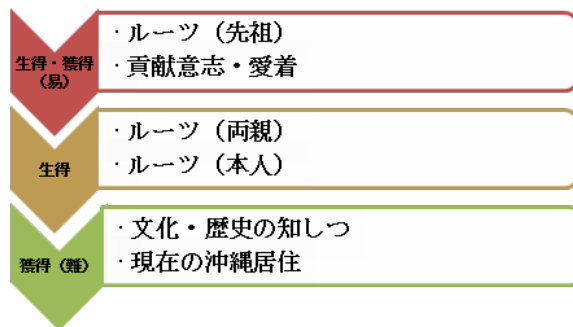 生得・獲得
(易)
・ルーツ（先祖）
・貢献意志・愛着
生得
・ルーツ（両親）
・ルーツ（本人）
獲得（難）
・文化・歴史の知しつ
・現在の沖縄居住